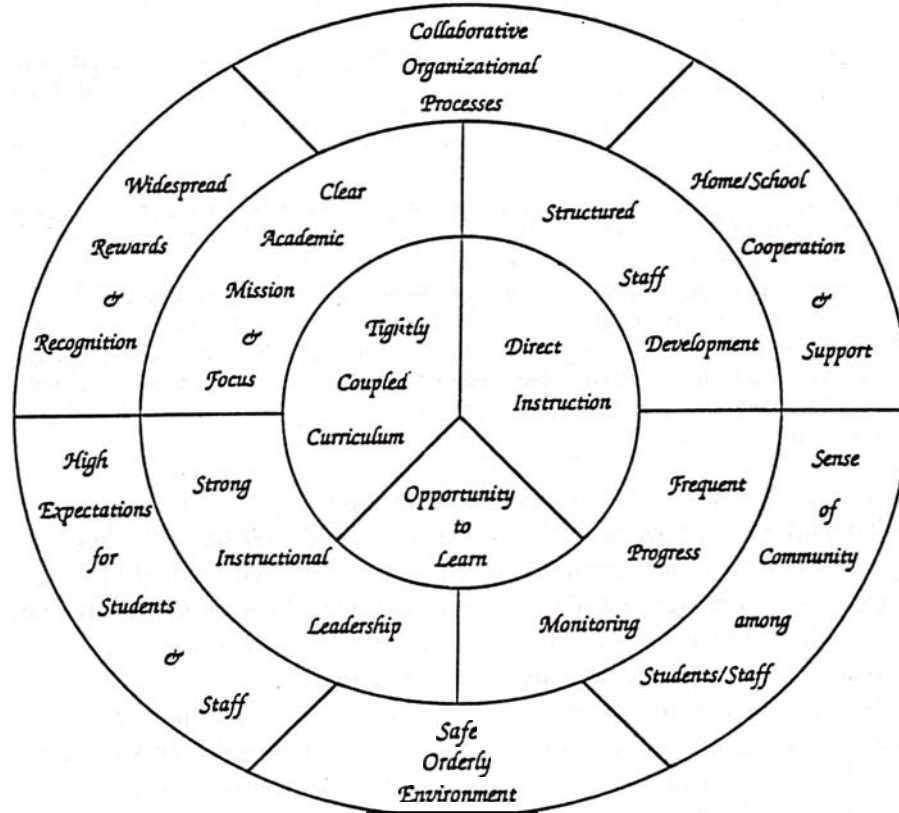 Collaborative
Organizational
Processes
Home/School
Cooperation
&
Support
Sense
of
Community
among
Students/Staff
Safe
Orderly
Environment
High
Expectations
for
Students
&
Staff
Widespread
Rewards
&
Recognition
Clear
Academic
Mission
&
Focus
Structured
Staff
Development
Frequent
Progress
Monitoring
Strong
Instructional
Leadership
Tightly
Coupled
Curriculum
Direct
Instruction
Opportunity
to
Learn